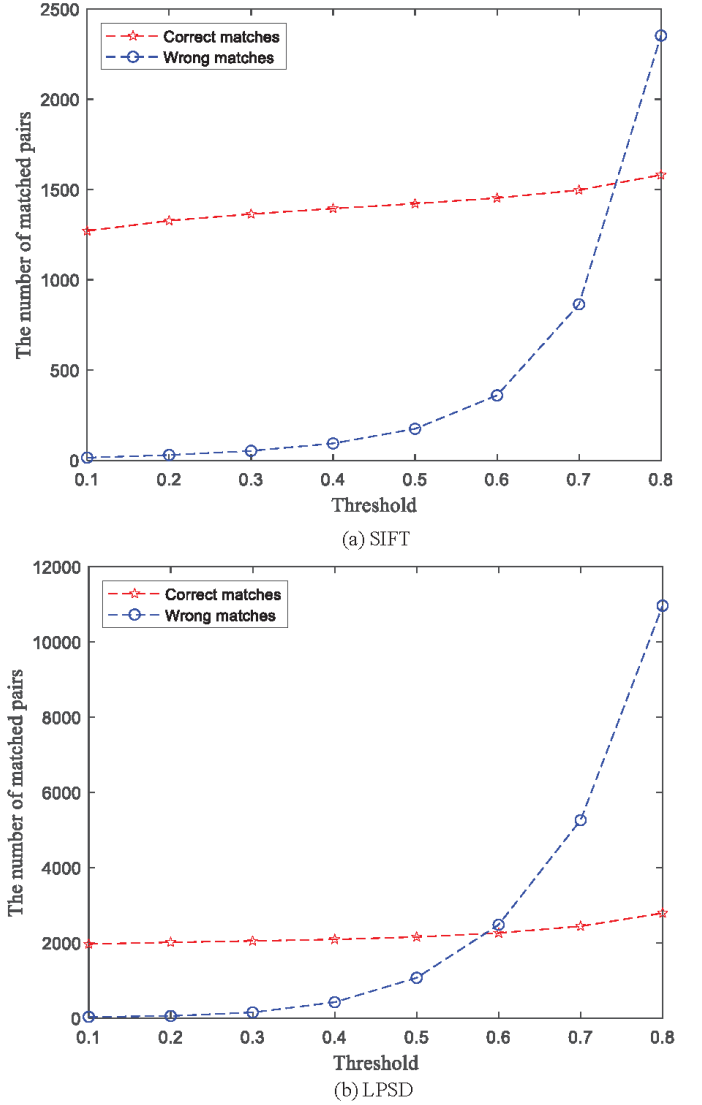 2500
Correct matches
Wrong matches
2000
1500
1000
500
0
The number of matched pairs
0.1 0.2 0.3 0.4 0.5 0.6 0.7 0.8
Threshold
(a) SIFT
12000
Correct matches
Wrong matches
10000
8000
6000
4000
2000
0
The number of matched pairs
0.1 0.2 0.3 0.4 0.5 0.6 0.7 0.8
Threshold
(b) LPSD